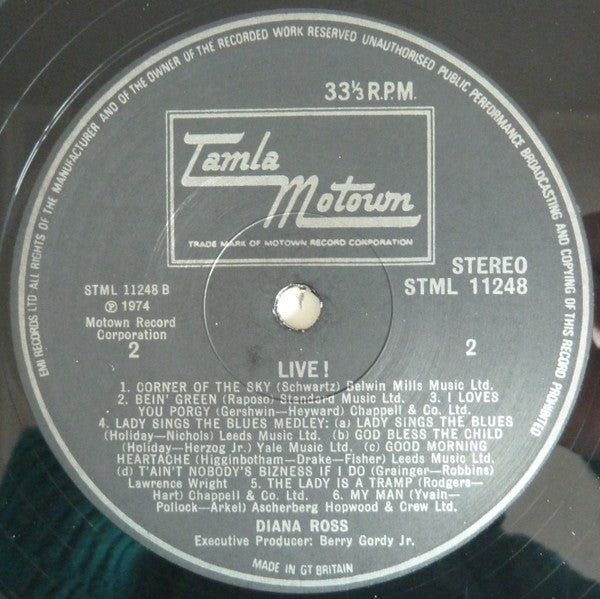 EMI RECORDS LTD ALL RIGHTS OF THE MANUFACTURER AND OF THE OWNER OF THE RECORDED WORK RESERVED UNAUTHORISED PUBLIC PERFORMANCE BROADCASTING AND COPYING OF THIS RECORD PROHIBITED
33⅓ R.P.M.
Tamla
Motown
TRADE MARK OF MOTOWN RECORD CORPORATION
STEREO
STML 11248
STML 11248 B
℗ 1974
Motown Record
Corporation
2
2
LIVE!
1. CORNER OF THE SKY (Schwartz) Belwin Mills Music Ltd.
2. BEIN' GREEN (Raposo) Standard Music Ltd. 3. I LOVES
YOU PORGY (Gershwin—Heyward) Chappell & Co. Ltd.
4. LADY SINGS THE BLUES MEDLEY: (a) LADY SINGS THE BLUES
(Holiday—Nichols) Leeds Music Ltd. (b) GOD BLESS THE CHILD
(Holiday—Herzog Jr.) Yale Music Ltd. (c) GOOD MORNING
HEARTACHE (Higginbotham—Drake—Fisher) Leeds Music Ltd.
(d) T'AIN'T NOBODY'S BIZNESS IF I DO (Grainger—Robbins)
Lawrence Wright 5. THE LADY IS A TRAMP (Rodgers—
Hart) Chappell & Co. Ltd. 6. MY MAN (Yvain—
Pollock—Arkel) Ascherberg Hopwood & Crew Ltd.
DIANA ROSS
Executive Producer: Berry Gordy Jr.
MADE IN GT BRITAIN